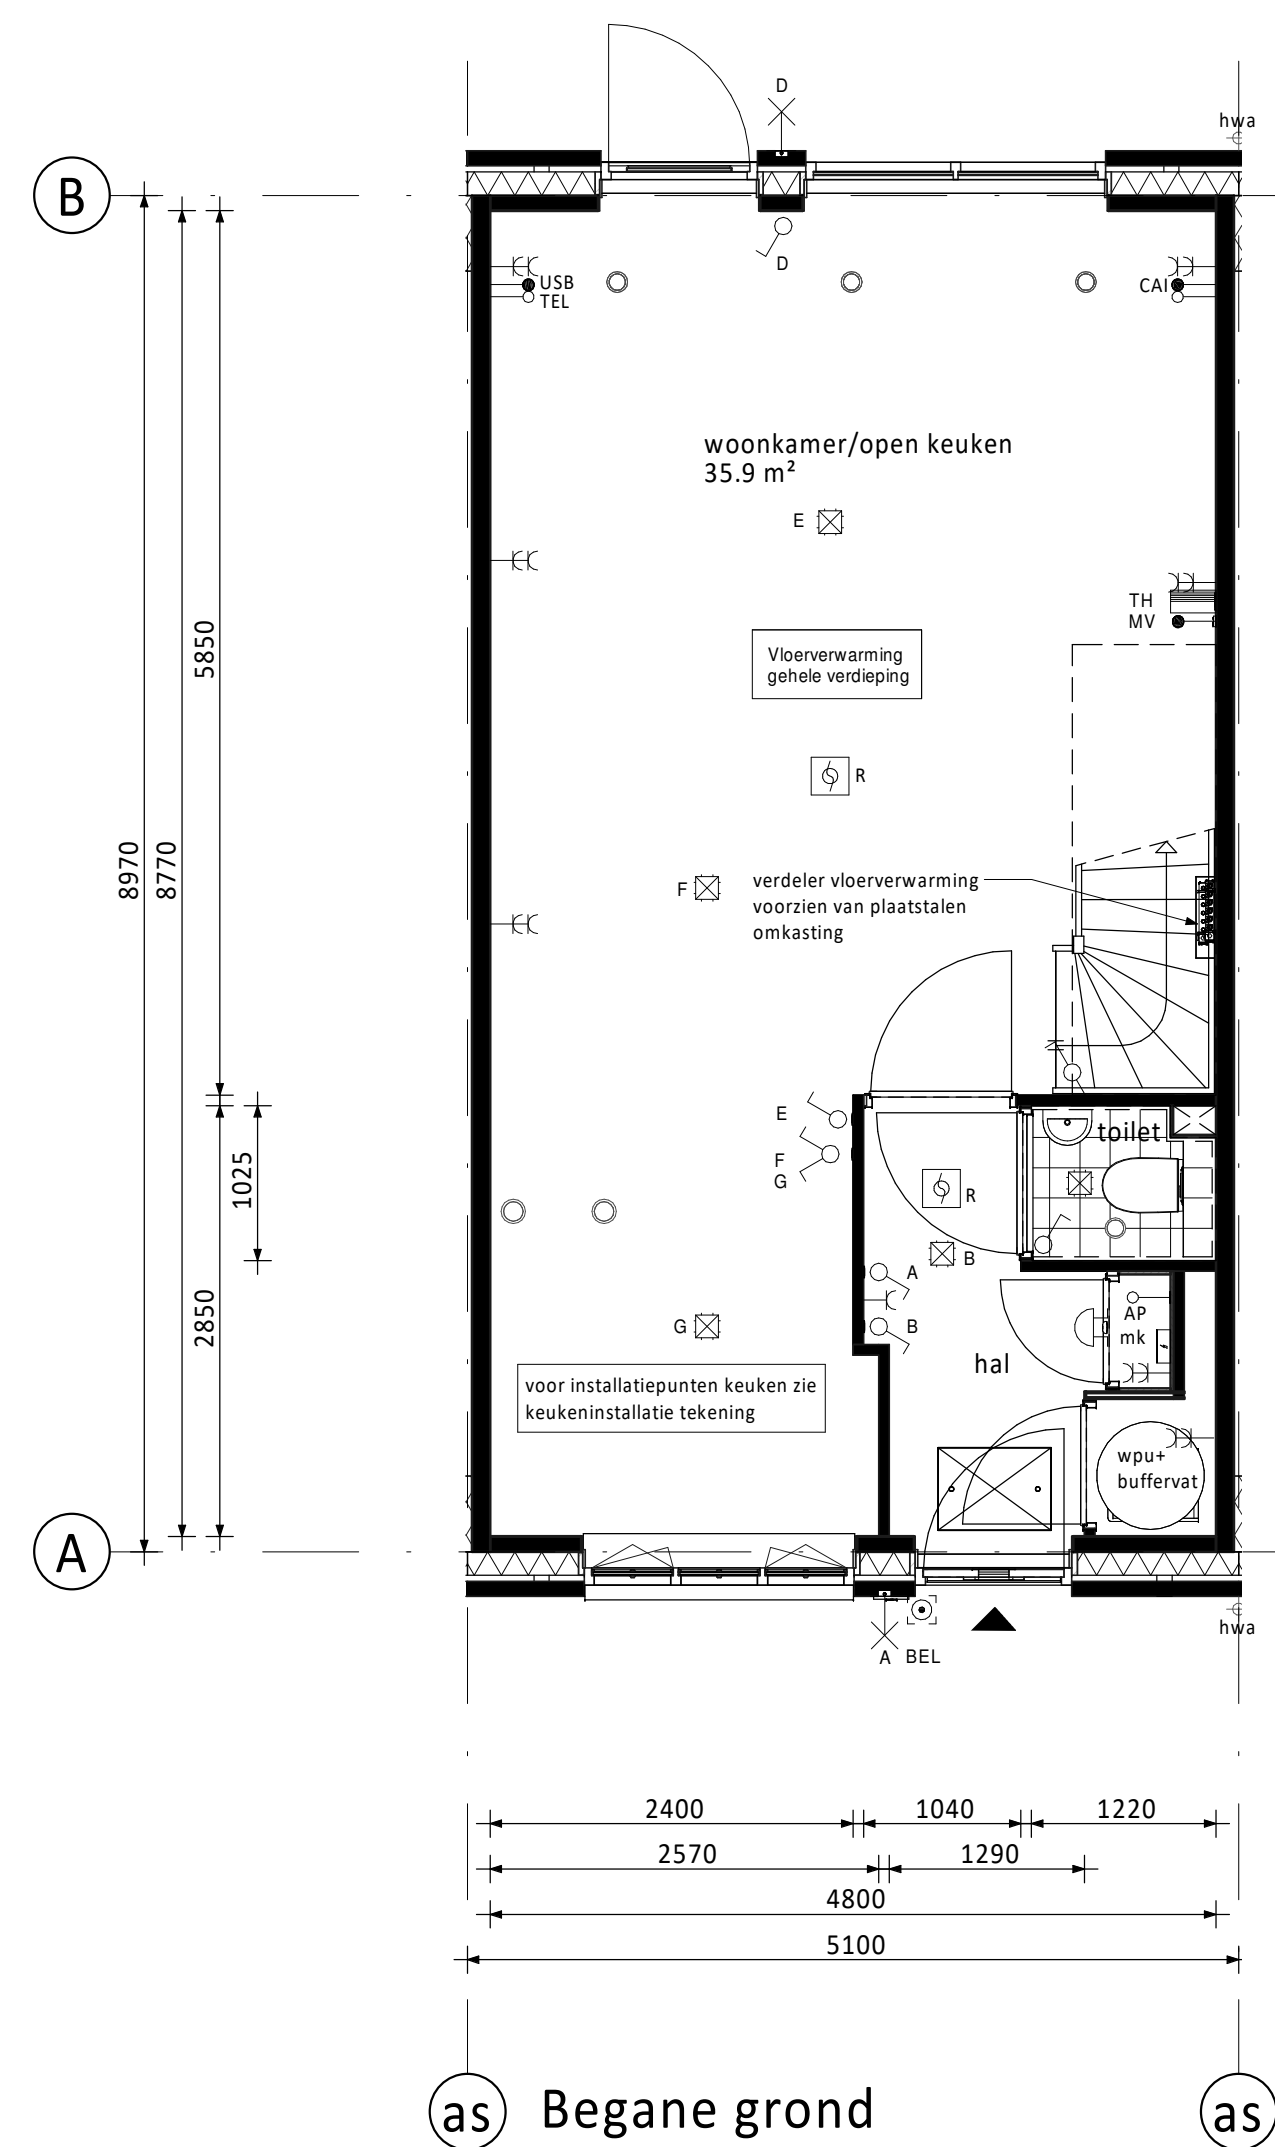 D
hwa
B
D
USB
TEL
CAI
woonkamer/open keuken
35.9 m²
E
TH
MV
Vloerverwarming
gehele verdieping
5850
R
8970
8770
F
verdeler vloerverwarming
voorzien van plaatstalen
omkasting
E
F
G
toilet
1025
R
B
A
B
AP
mk
2850
G
hal
voor installatiepunten keuken zie
keukeninstallatie tekening
wpu+
buffervat
A
hwa
A BEL
2400 1040 1220
2570 1290
4800
5100
as Begane grond as